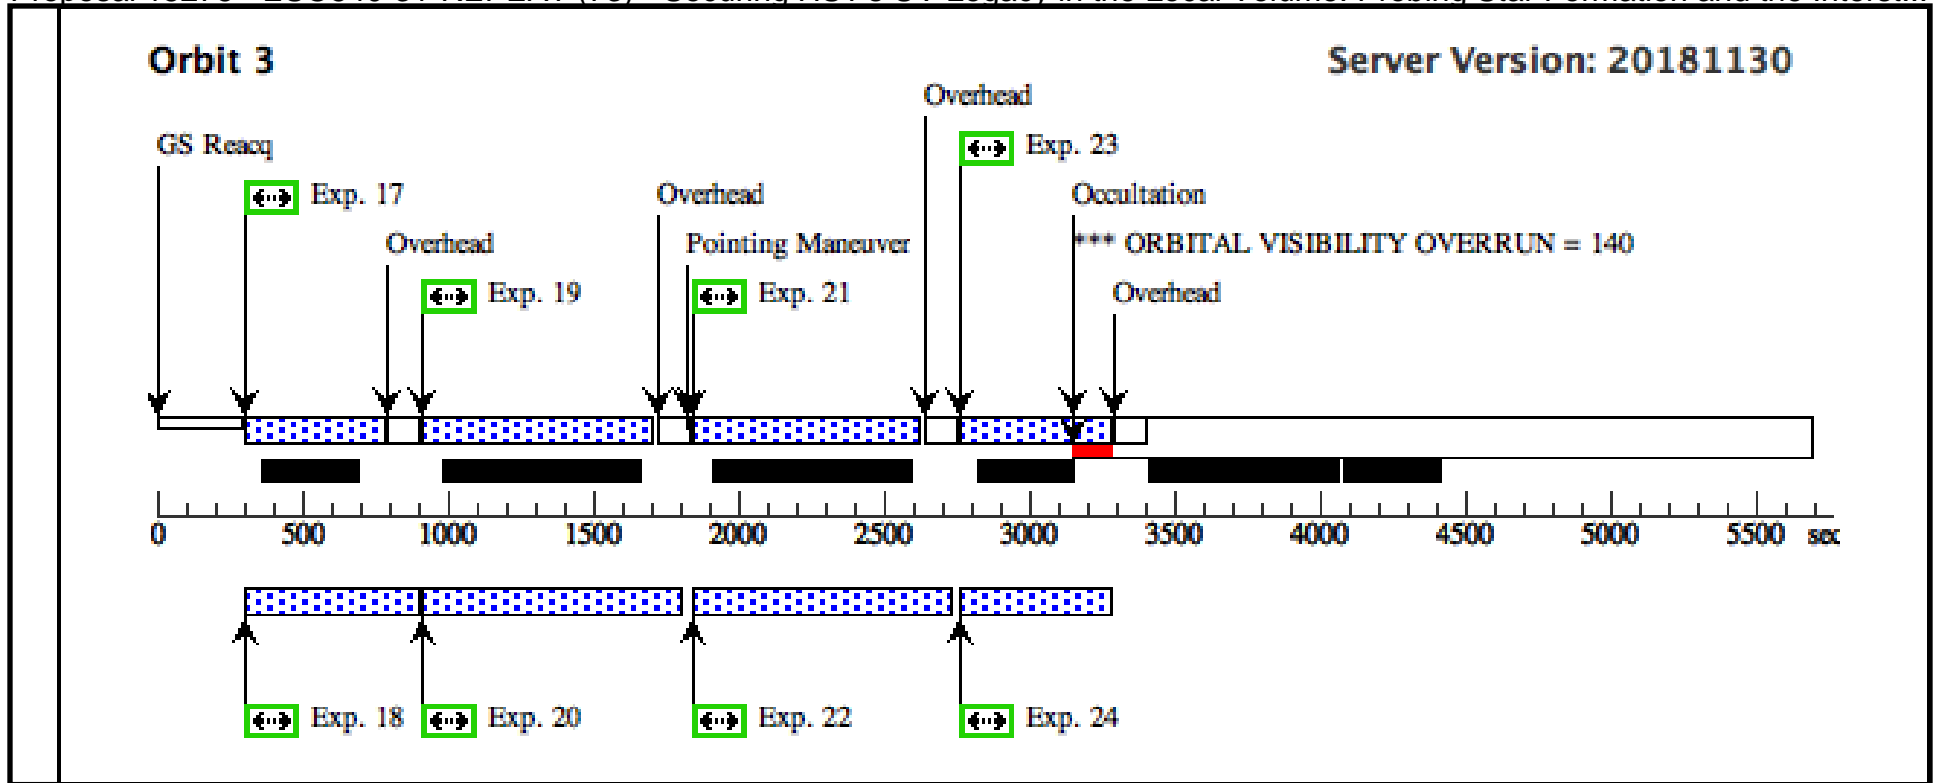 Orbit 3
Server Version: 20181130
Overhead
GS Reacq
Exp. 23
Exp. 17
Overhead
Occultation
Overhead
Pointing Maneuver
*** ORBITAL VISIBILITY OVERRUN = 140
Exp. 19
Exp. 21
Overhead
0 500 1000 1500 2000 2500 3000 3500 4000 4500 5000 5500 sec
Exp. 18
Exp. 20
Exp. 22
Exp. 24